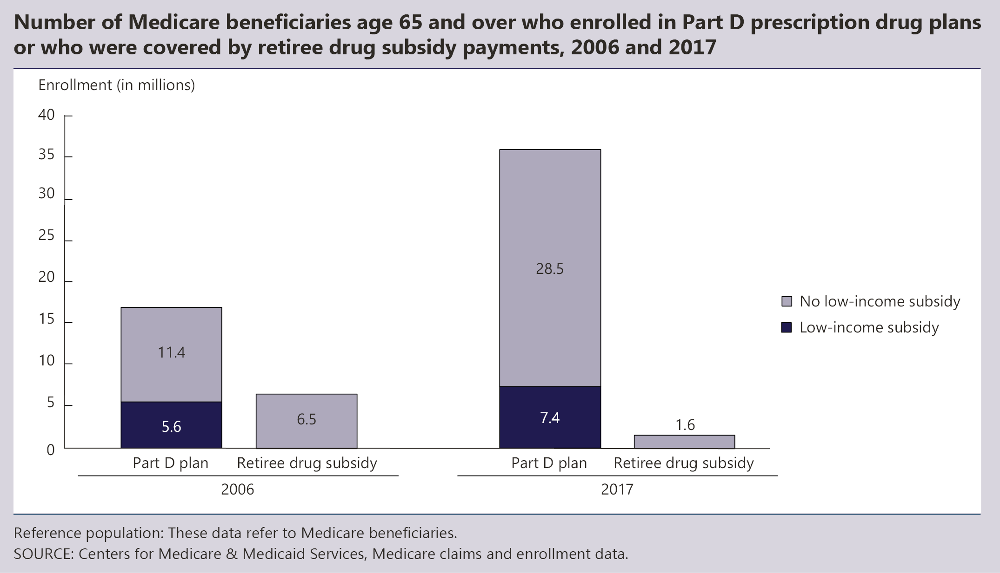 Number of Medicare beneficiaries age 65 and over who enrolled in Part D prescription drug plans
or who were covered by retiree drug subsidy payments, 2006 and 2017
Enrollment (in millions)
40
35
30
25
20
15
10
5
0
11.4
5.6
6.5
28.5
7.4
1.6
No low-income subsidy
Low-income subsidy
Part D plan
Retiree drug subsidy
Part D plan
Retiree drug subsidy
2006
2017
Reference population: These data refer to Medicare beneficiaries.
SOURCE: Centers for Medicare & Medicaid Services, Medicare claims and enrollment data.